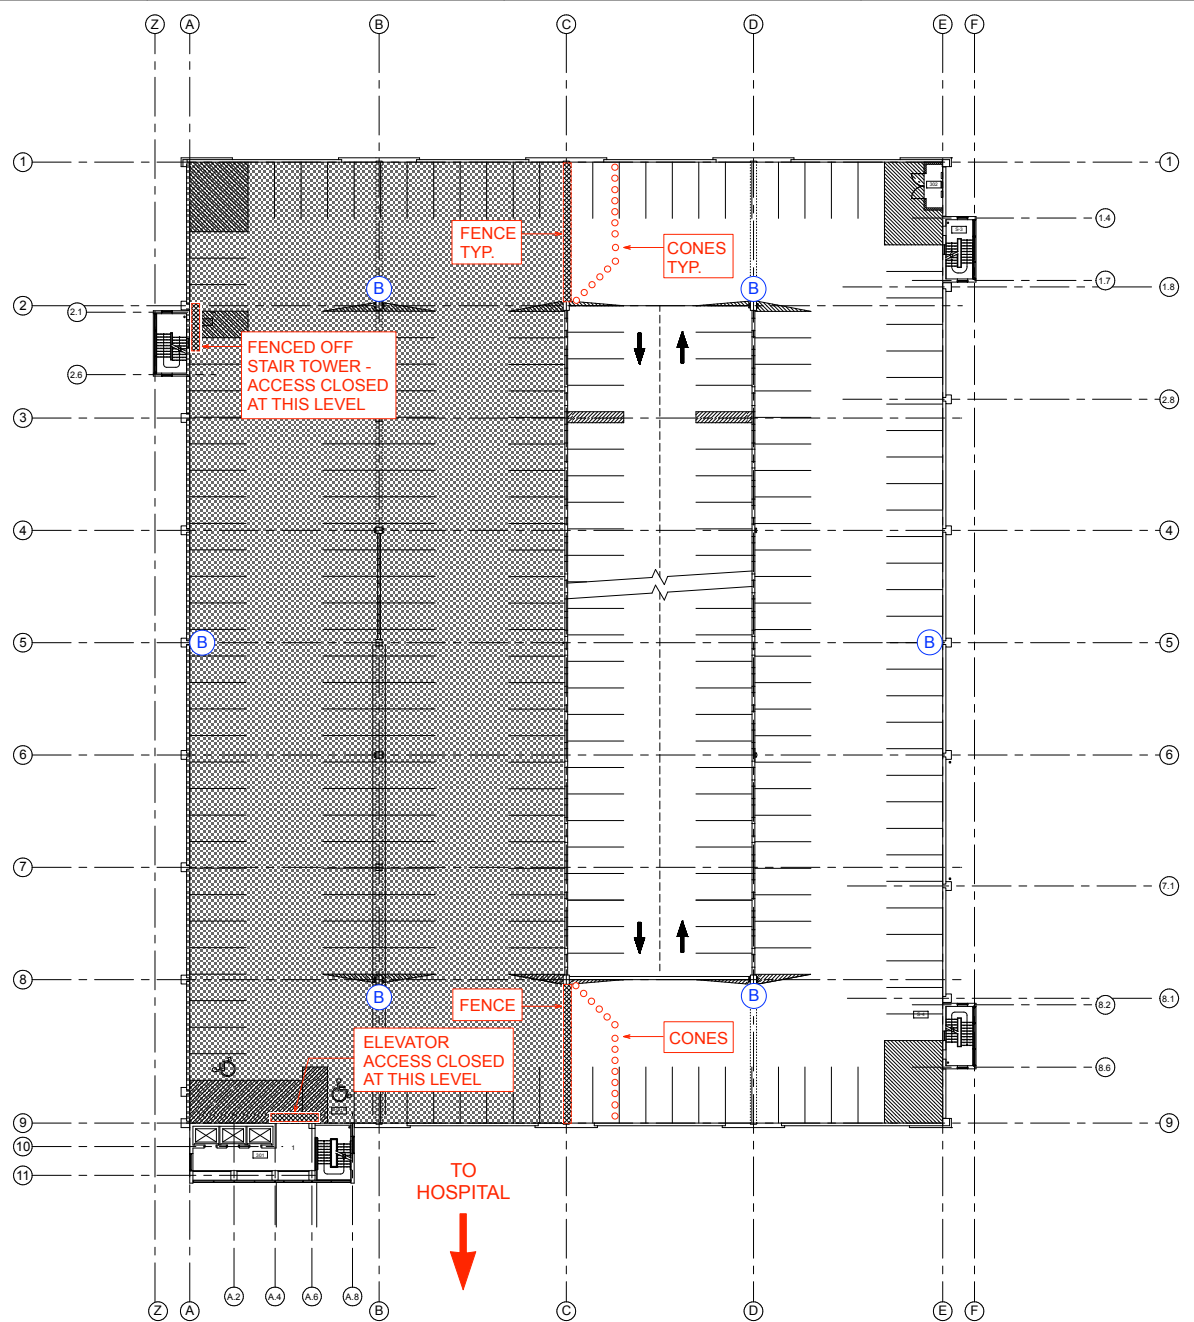 Z A B C D E F
1 1
302
1.4
S-3
FENCE
TYP.
CONES
TYP.
1.7
B B
1.8
2
2.1
FENCED OFF
STAIR TOWER -
ACCESS CLOSED
AT THIS LEVEL
2.6
2.8
3
4 4
5 B B 5
6 6
7
7.1
8
B B
8.1
FENCE
8.2
CONES
ELEVATOR
ACCESS CLOSED
AT THIS LEVEL
8.6
9 9
10
301
1
11
TO
HOSPITAL
A.2 A.4 A.6 A.8
Z A B C D E F